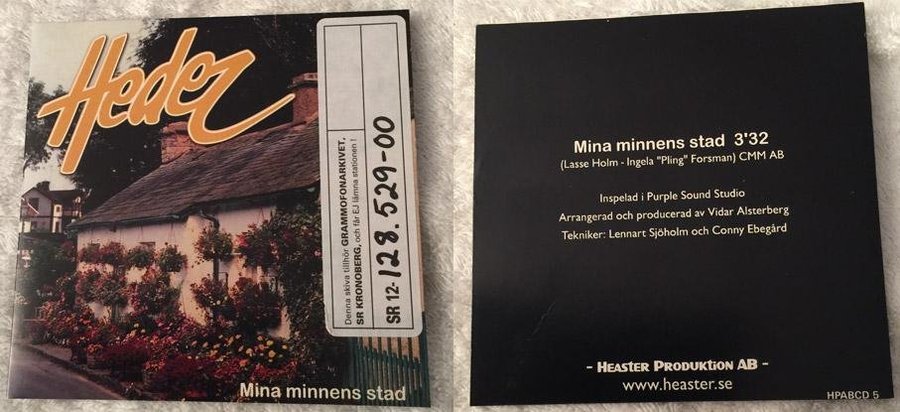 Hedez
Denna skiva tillhör GRAMMOFONARKIVET,
SR KRONOBERG, och får EJ lämna stationen !
SR 12-128.529-00
Mina minnens stad
Mina minnens stad 3'32
(Lasse Holm - Ingela "Pling" Forsman) CMM AB
Inspelad i Purple Sound Studio
Arrangerad och producerad av Vidar Alsterberg
Tekniker: Lennart Sjöholm och Conny Ebegård
- HEASTER PRODUKTION AB -
www.heaster.se
HPABCD 5